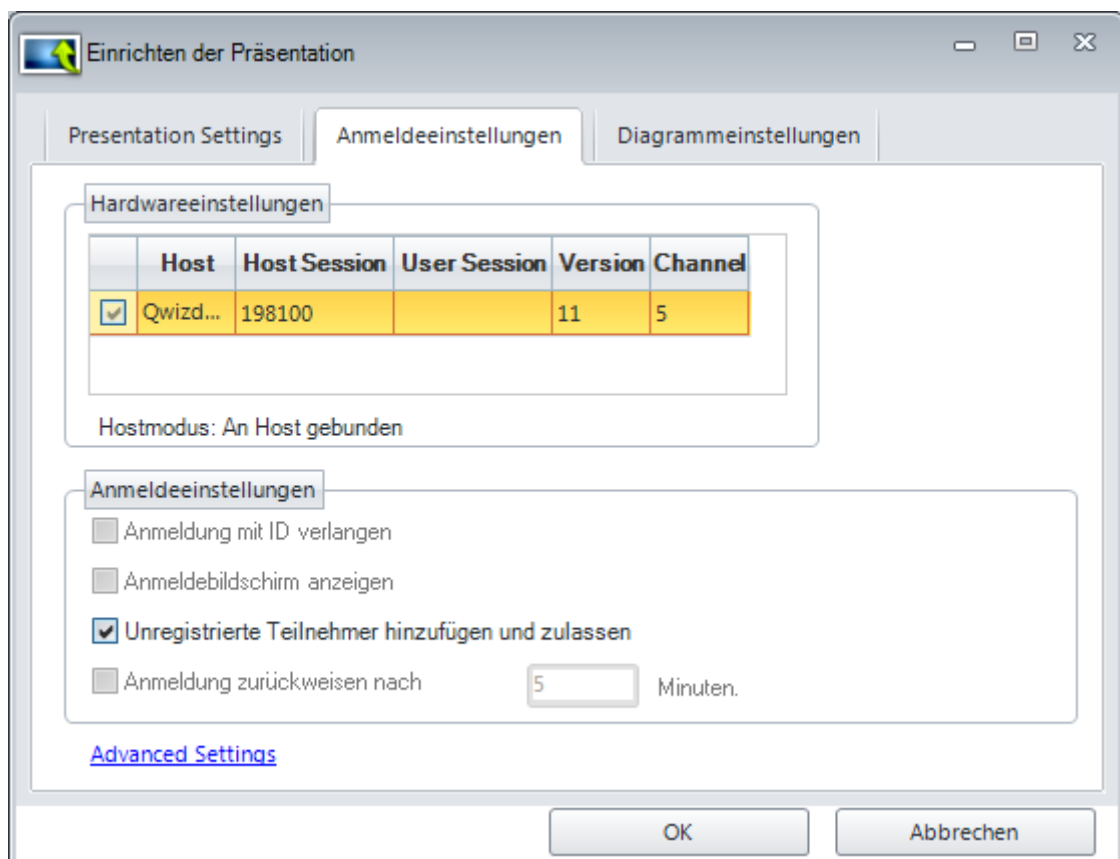 Einrichten der Präsentation
Presentation Settings Anmeldeeinstellungen Diagrammeinstellungen
Hardwareeinstellungen
Host Host Session User Session Version Channel
Qwizd... 198100 11 5
Hostmodus: An Host gebunden
Anmeldeeinstellungen
Anmeldung mit ID verlangen
Anmeldebildschirm anzeigen
Unregistrierte Teilnehmer hinzufügen und zulassen
Anmeldung zurückweisen nach 5 Minuten.
Advanced Settings
OK Abbrechen